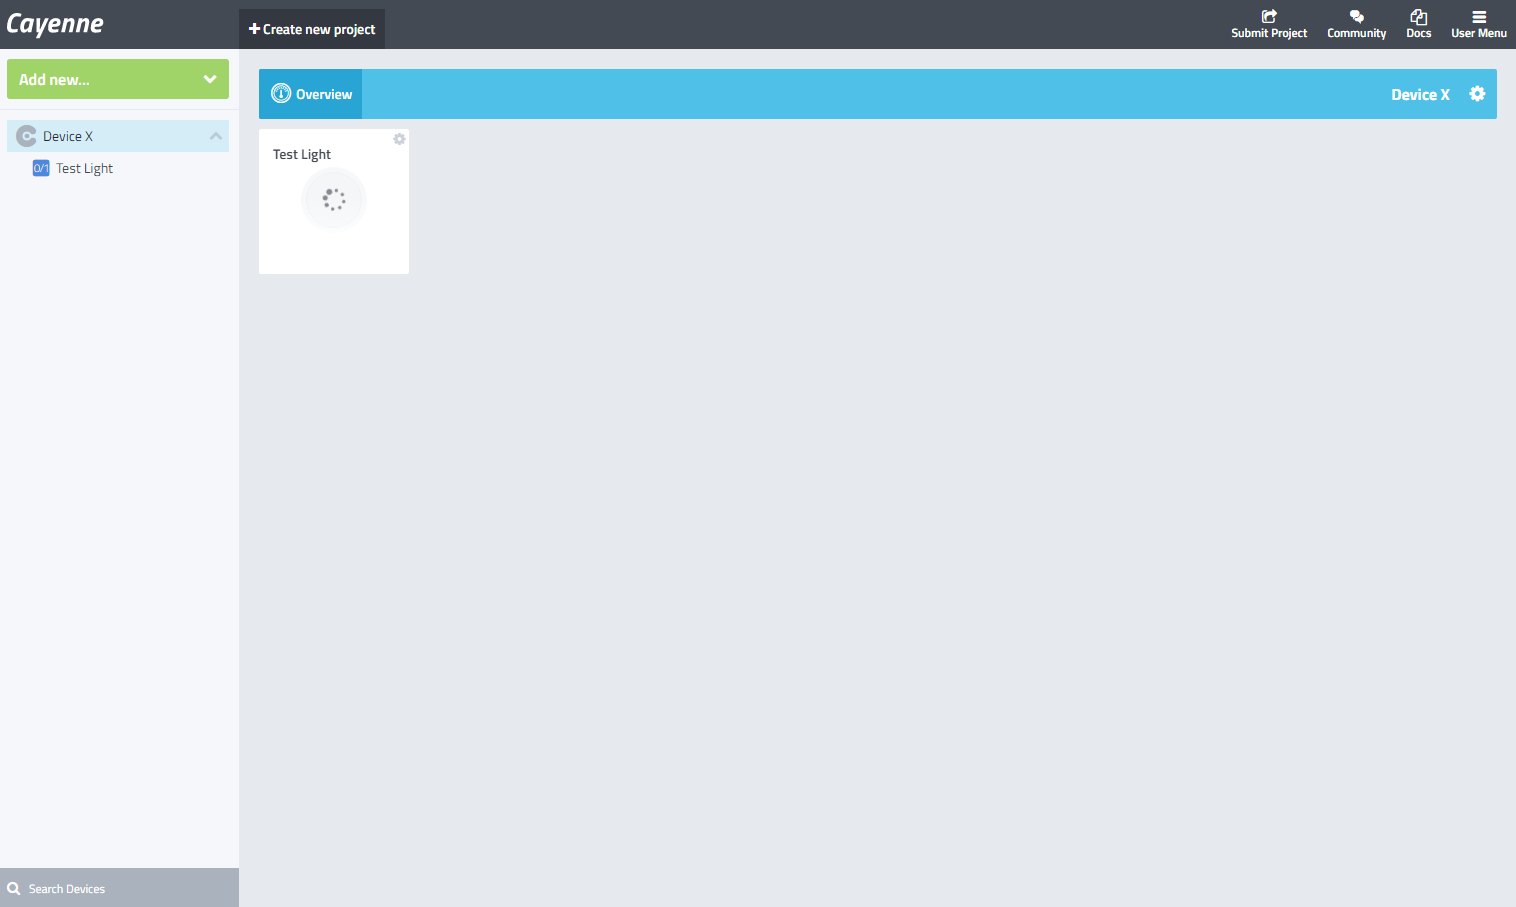 Cayenne
Create new project
Submit Project
Community
Docs
User Menu
Add new...
Overview
Device X
Device X
0/1 Test Light
Test Light
Search Devices